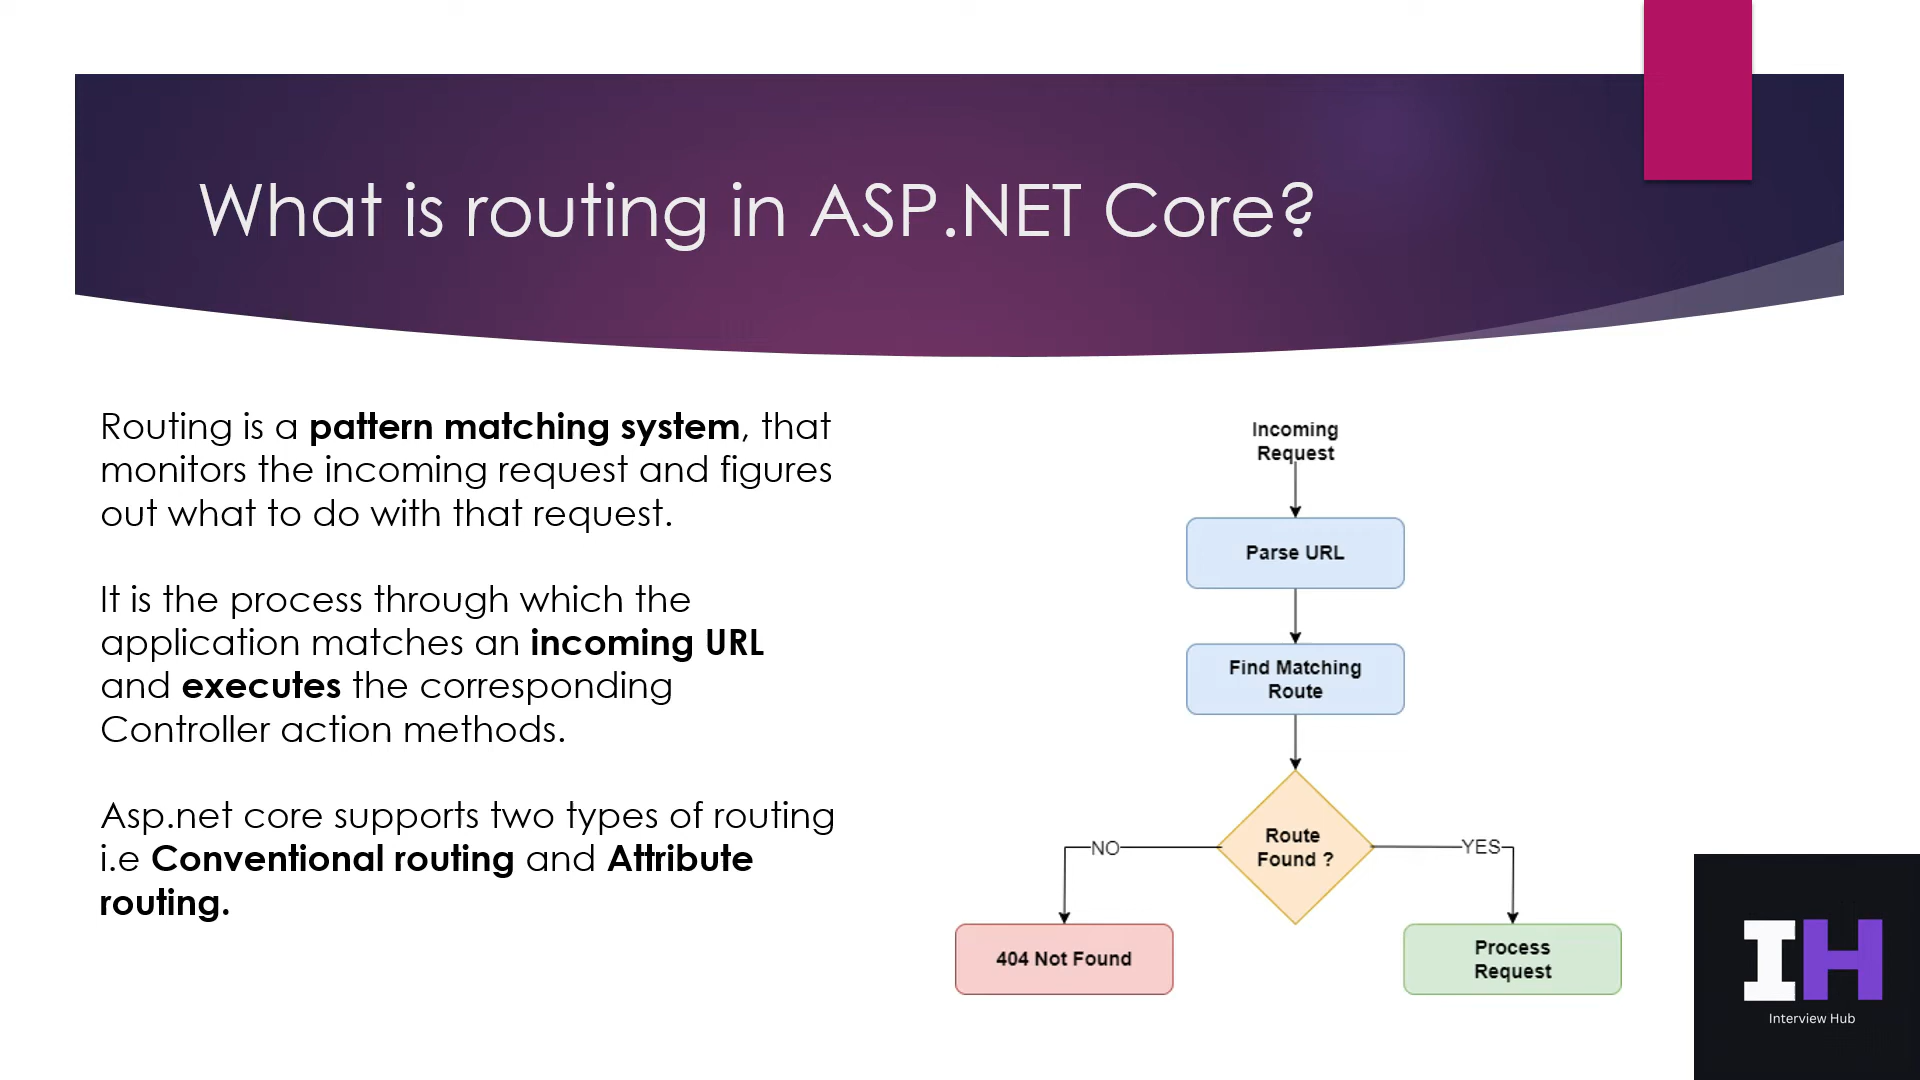 What is routing in ASP.NET Core?
Routing is a pattern matching system, that
monitors the incoming request and figures
out what to do with that request.
It is the process through which the
application matches an incoming URL
and executes the corresponding
Controller action methods.
Asp.net core supports two types of routing
i.e Conventional routing and Attribute
routing.
Incoming
Request
Parse URL
Find Matching
Route
Route
Found ?
NO
YES
404 Not Found
Process
Request
IH
Interview Hub